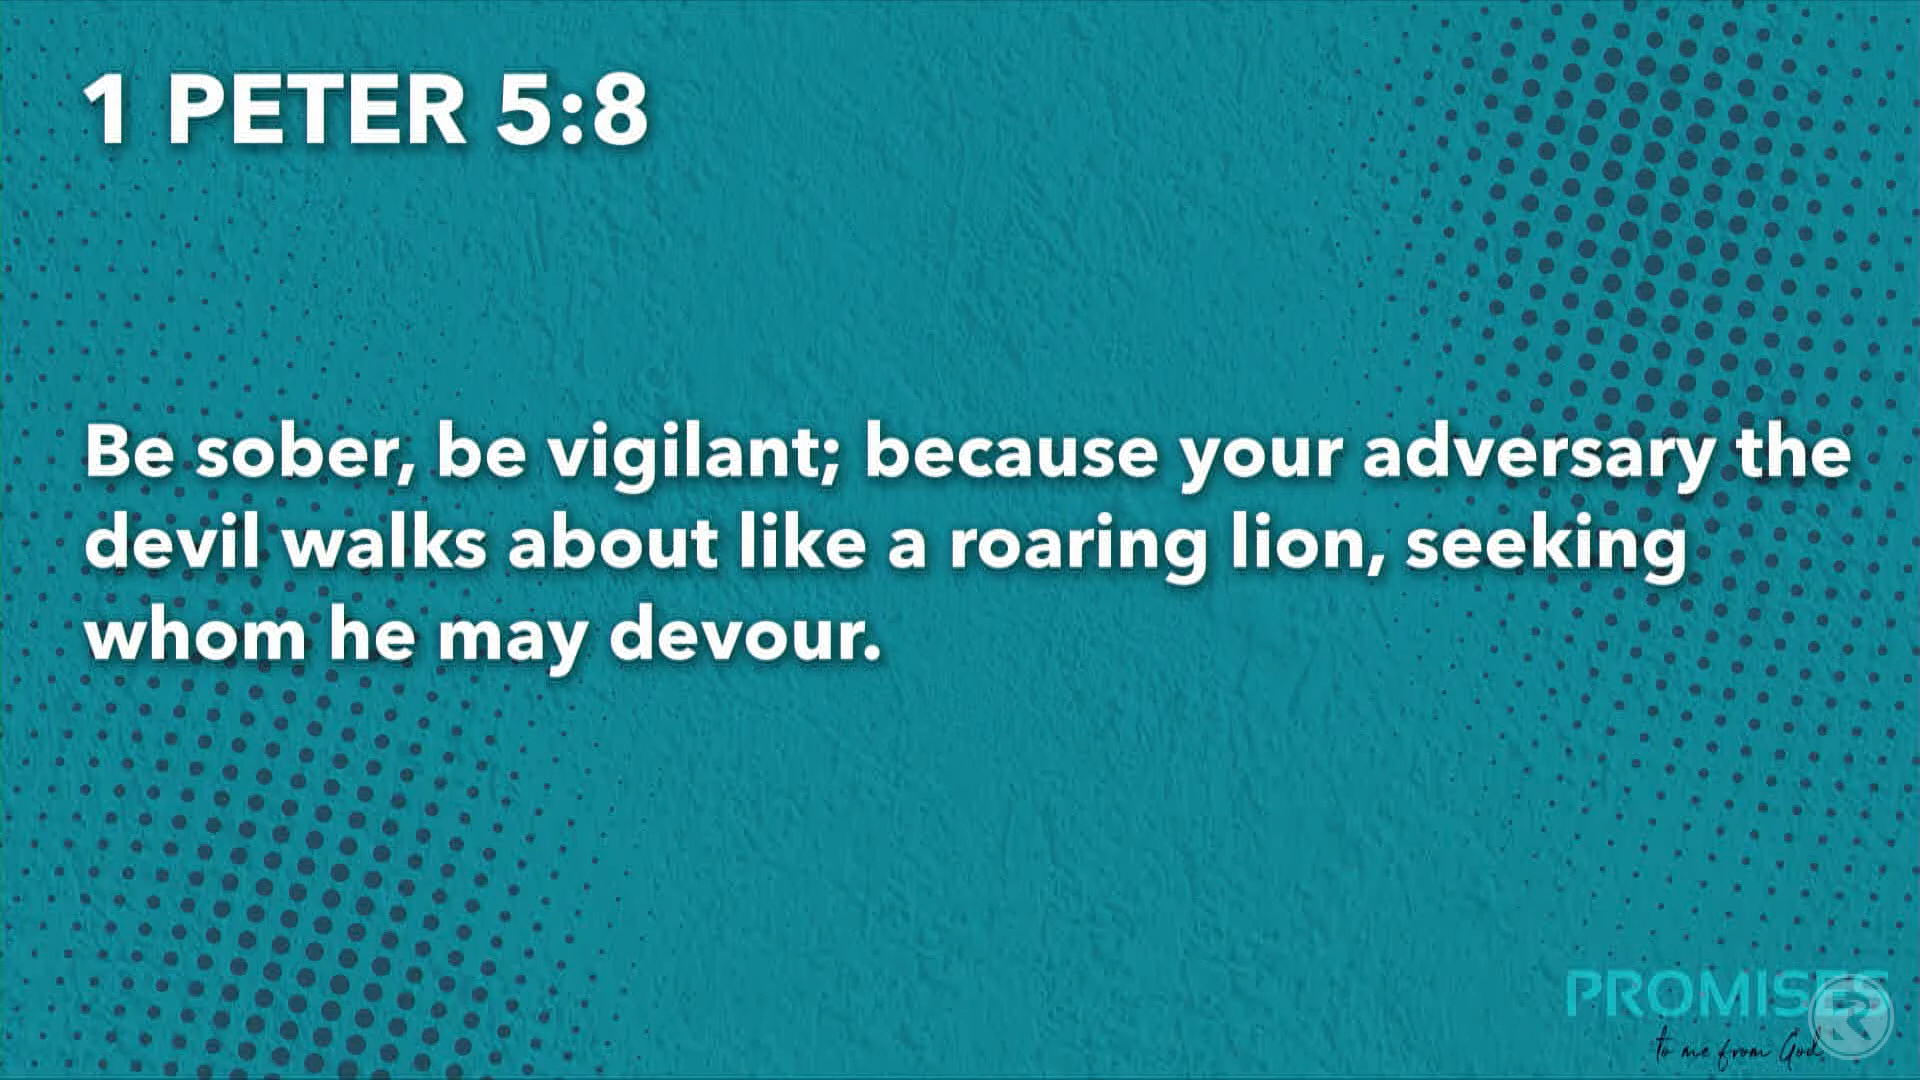 1 PETER 5:8
Be sober, be vigilant; because your adversary the
devil walks about like a roaring lion, seeking
whom he may devour.
PROMISES
to me from God
R